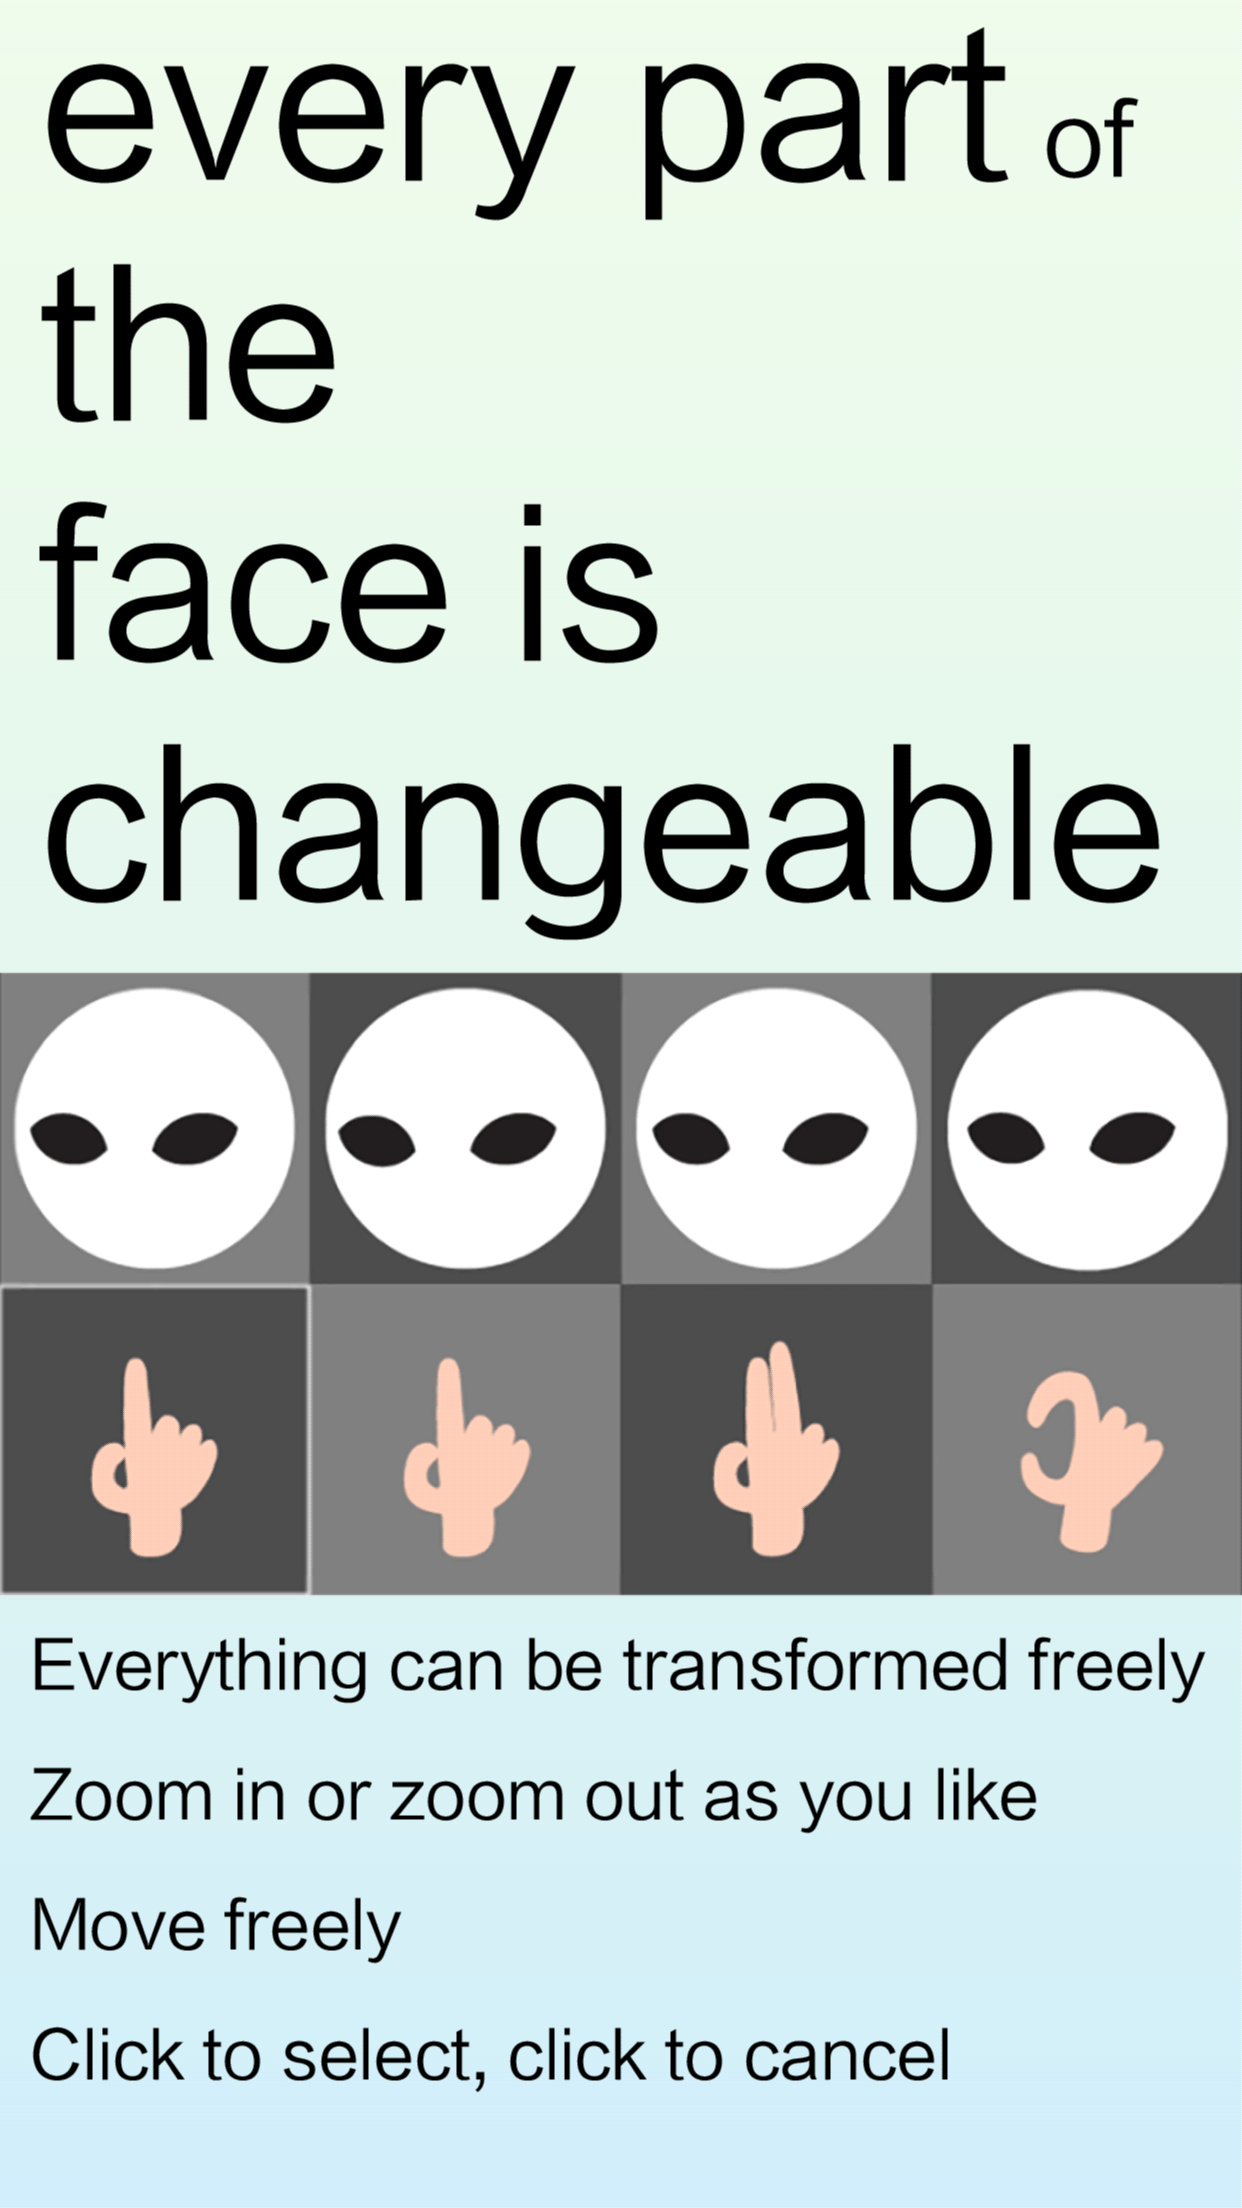 every part of
the
face is
changeable
Everything can be transformed freely
Zoom in or zoom out as you like
Move freely
Click to select, click to cancel